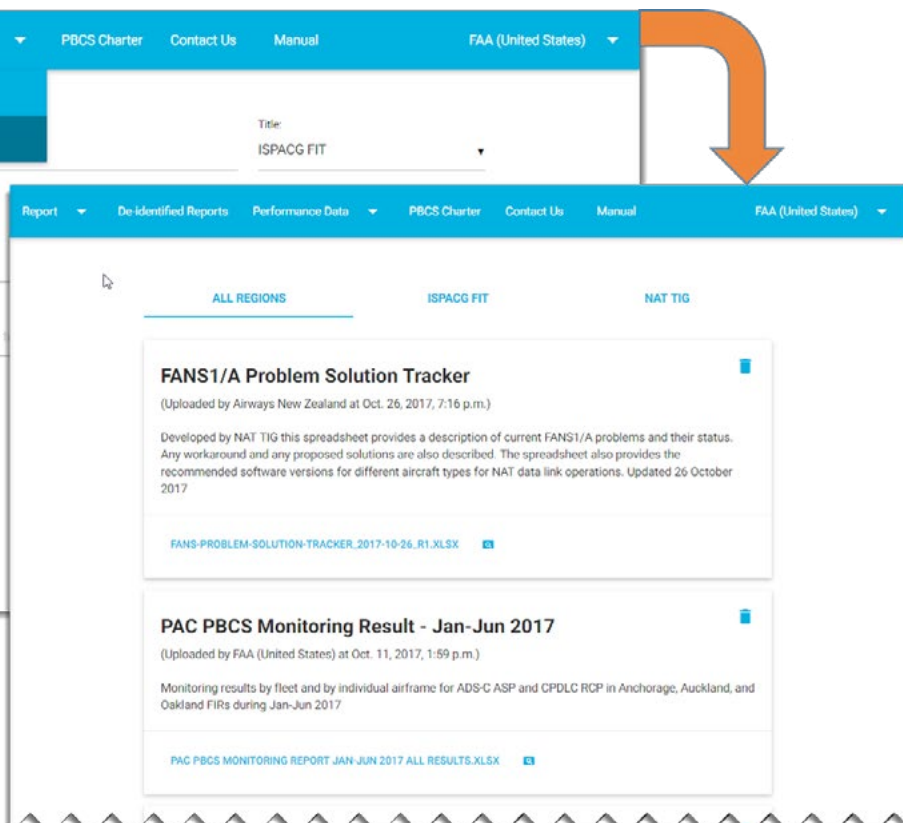 PBCS Charter Contact Us Manual FAA (United States)
Title:
ISPACG FIT
Report De-identified Reports Performance Data PBCS Charter Contact Us Manual FAA (United States)
ALL REGIONS ISPACG FIT NAT TIG
FANS1/A Problem Solution Tracker
(Uploaded by Airways New Zealand at Oct. 26, 2017, 7:16 p.m.)
Developed by NAT TIG this spreadsheet provides a description of current FANS1/A problems and their status.
Any workaround and any proposed solutions are also described. The spreadsheet also provides the
recommended software versions for different aircraft types for NAT data link operations. Updated 26 October
2017
FANS-PROBLEM-SOLUTION-TRACKER_2017-10-26_R1.XLSX
PAC PBCS Monitoring Result - Jan-Jun 2017
(Uploaded by FAA (United States) at Oct. 11, 2017, 1:59 p.m.)
Monitoring results by fleet and by individual airframe for ADS-C ASP and CPDLC RCP in Anchorage, Auckland, and
Oakland FIRs during Jan-Jun 2017
PAC PBCS MONITORING REPORT JAN-JUN 2017 ALL RESULTS.XLSX